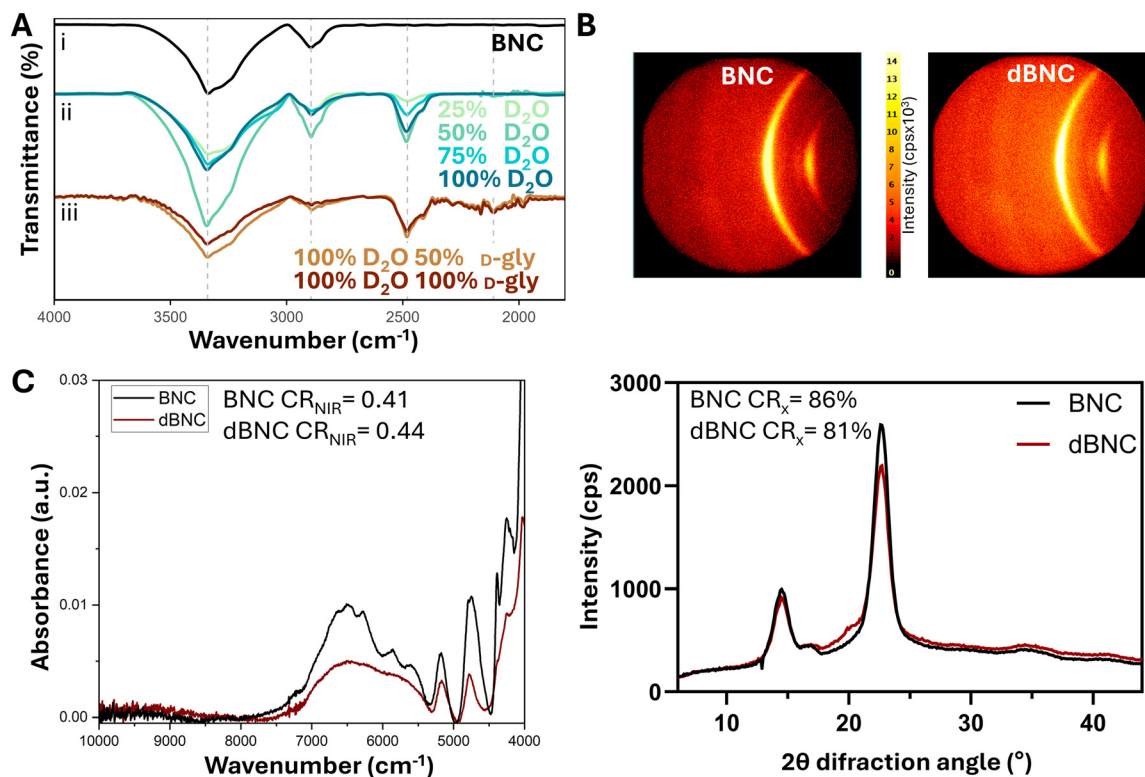 A
i
BNC
ii
25% D₂O
50% D₂O
75% D₂O
100% D₂O
iii
100% D₂O 50% D-gly
100% D₂O 100% D-gly
Transmittance (%)
4000 3500 3000 2500 2000
Wavenumber (cm⁻¹)
B
BNC
14
13
12
11
9
8
7
6
5
4
3
2
0
Intensity (cpsx10³)
dBNC
C
BNC
dBNC
BNC CR_NIR= 0.41
dBNC CR_NIR= 0.44
0.03
0.02
0.01
0.00
Absorbance (a.u.)
10000 9000 8000 7000 6000 5000 4000
Wavenumber (cm⁻¹)
BNC CRₓ= 86%
dBNC CRₓ= 81%
BNC
dBNC
3000
2000
1000
0
Intensity (cps)
10 20 30 40
2θ difraction angle (°)